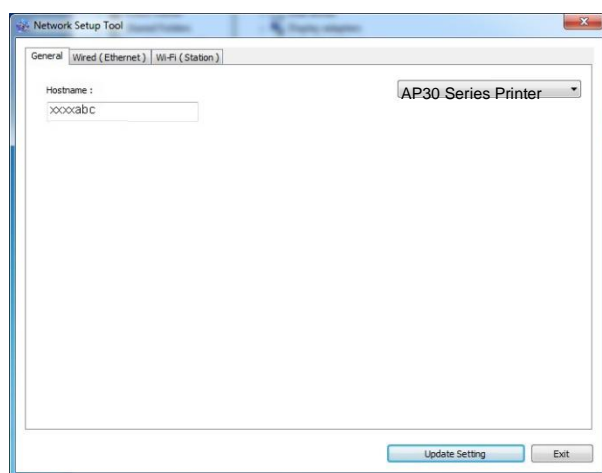 Network Setup Tool
General Wired ( Ethernet ) Wi-Fi ( Station )
Hostname :
AP30 Series Printer
xxxxabc
Update Setting Exit